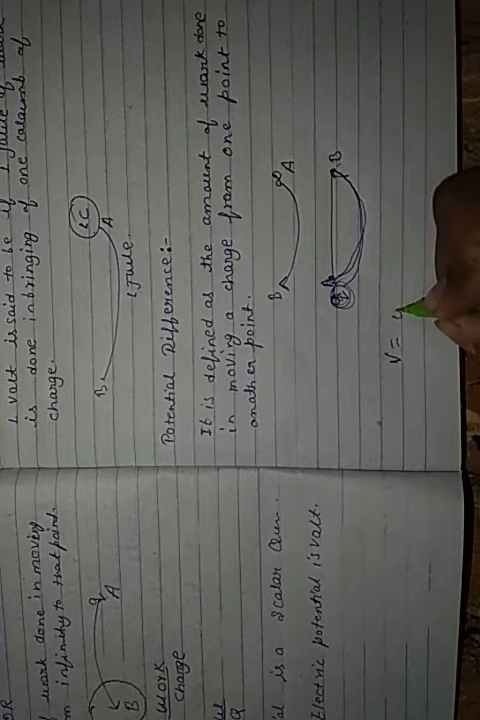 1 Volt is said to be if 1 Joule of work
is done in bringing of one coloumb of
charge.
1C
A
B
1 Joule.
Potential Difference:-
It is defined as the amount of work done
in moving a charge from one point to
another point.
A
B
B
V =
work done in moving
infinity to that point.
q
A
B
Work
Charge
is a Scalar Qun.
Electric potential is volt.